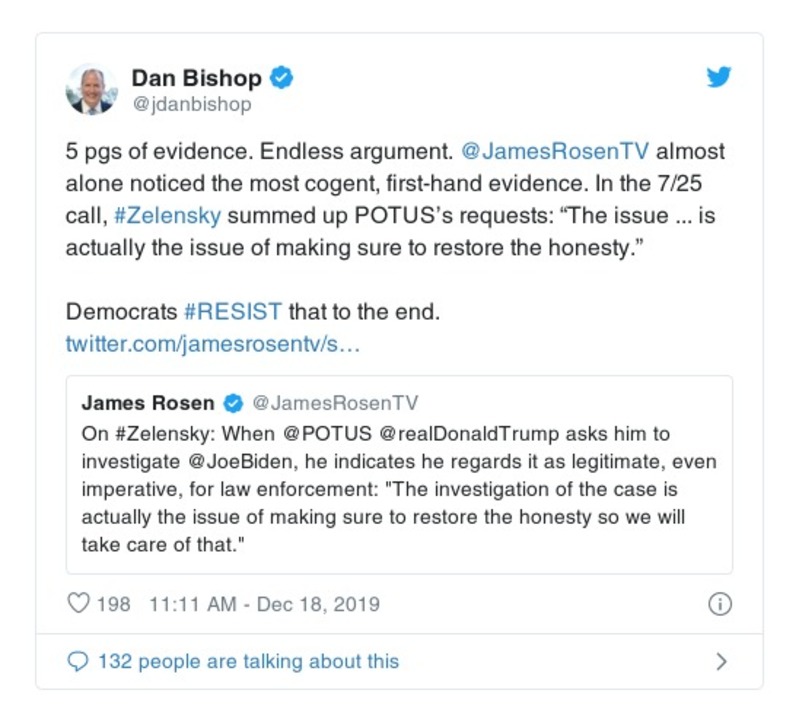 Dan Bishop
@jdanbishop
5 pgs of evidence. Endless argument. @JamesRosenTV almost
alone noticed the most cogent, first-hand evidence. In the 7/25
call, #Zelensky summed up POTUS’s requests: “The issue ... is
actually the issue of making sure to restore the honesty.”
Democrats #RESIST that to the end.
twitter.com/jamesrosentv/s…
James Rosen @JamesRosenTV
On #Zelensky: When @POTUS @realDonaldTrump asks him to
investigate @JoeBiden, he indicates he regards it as legitimate, even
imperative, for law enforcement: "The investigation of the case is
actually the issue of making sure to restore the honesty so we will
take care of that."
198 11:11 AM - Dec 18, 2019
132 people are talking about this